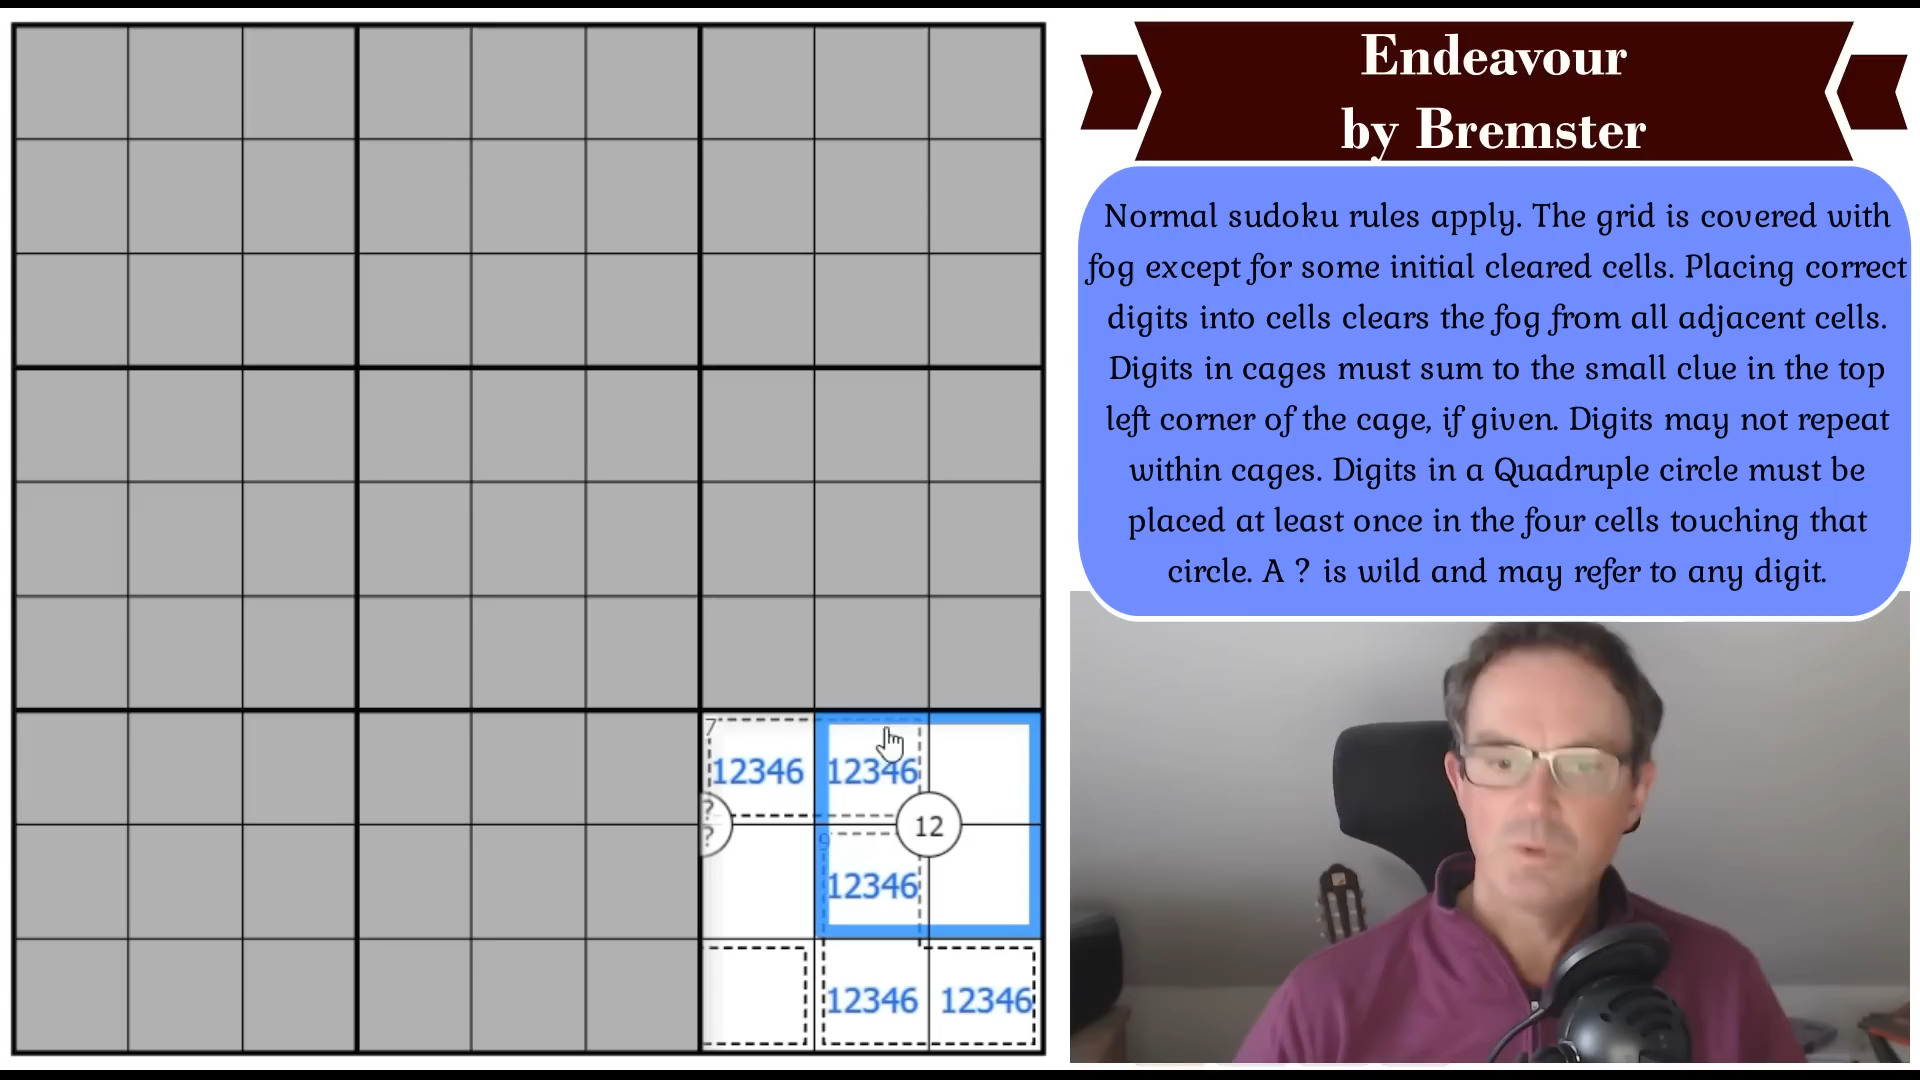 Endeavour
by Bremster
Normal sudoku rules apply. The grid is covered with
fog except for some initial cleared cells. Placing correct
digits into cells clears the fog from all adjacent cells.
Digits in cages must sum to the small clue in the top
left corner of the cage, if given. Digits may not repeat
within cages. Digits in a Quadruple circle must be
placed at least once in the four cells touching that
circle. A ? is wild and may refer to any digit.
7
12346 12346
?
?
12
9
12346
12346 12346